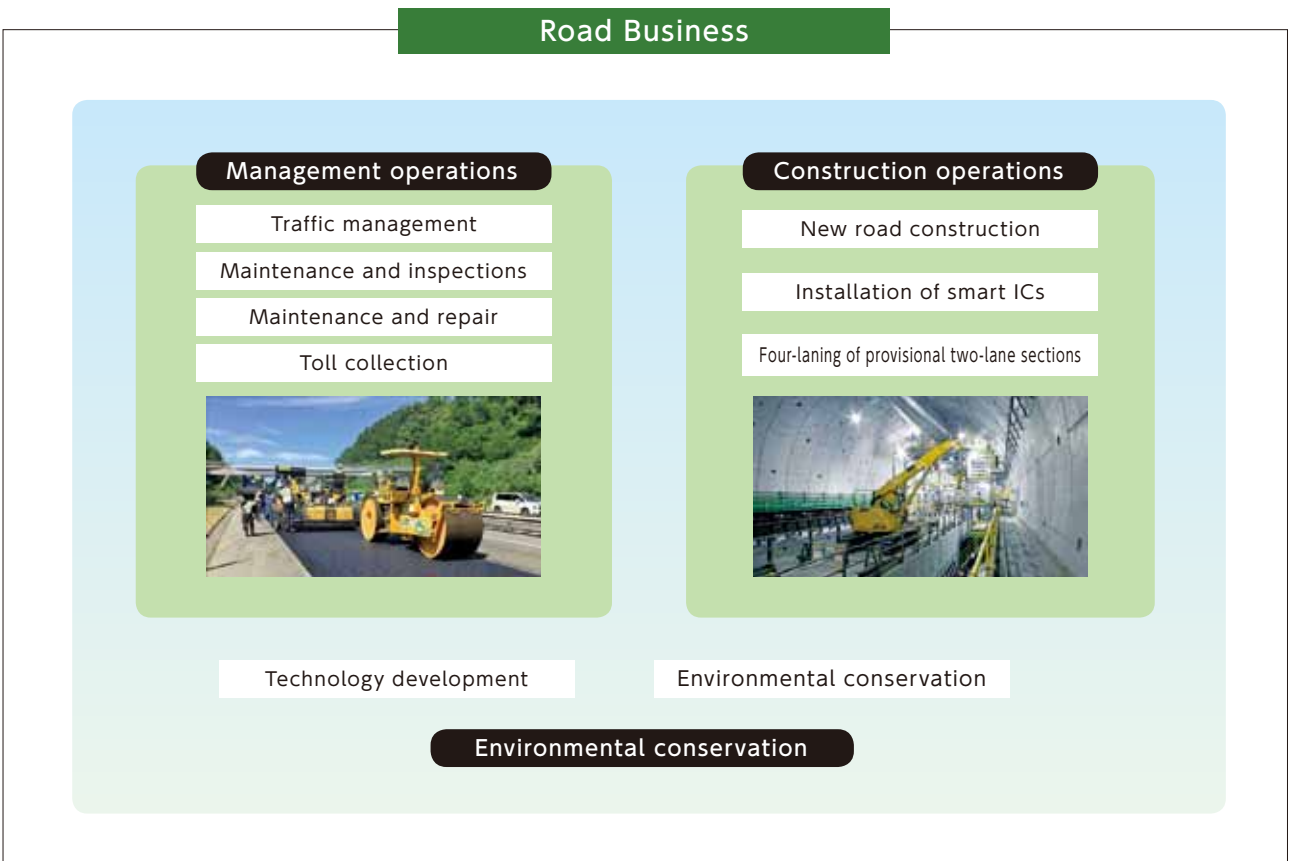 Road Business
Management operations
Traffic management
Maintenance and inspections
Maintenance and repair
Toll collection
Construction operations
New road construction
Installation of smart ICs
Four-laning of provisional two-lane sections
Technology development
Environmental conservation
Environmental conservation